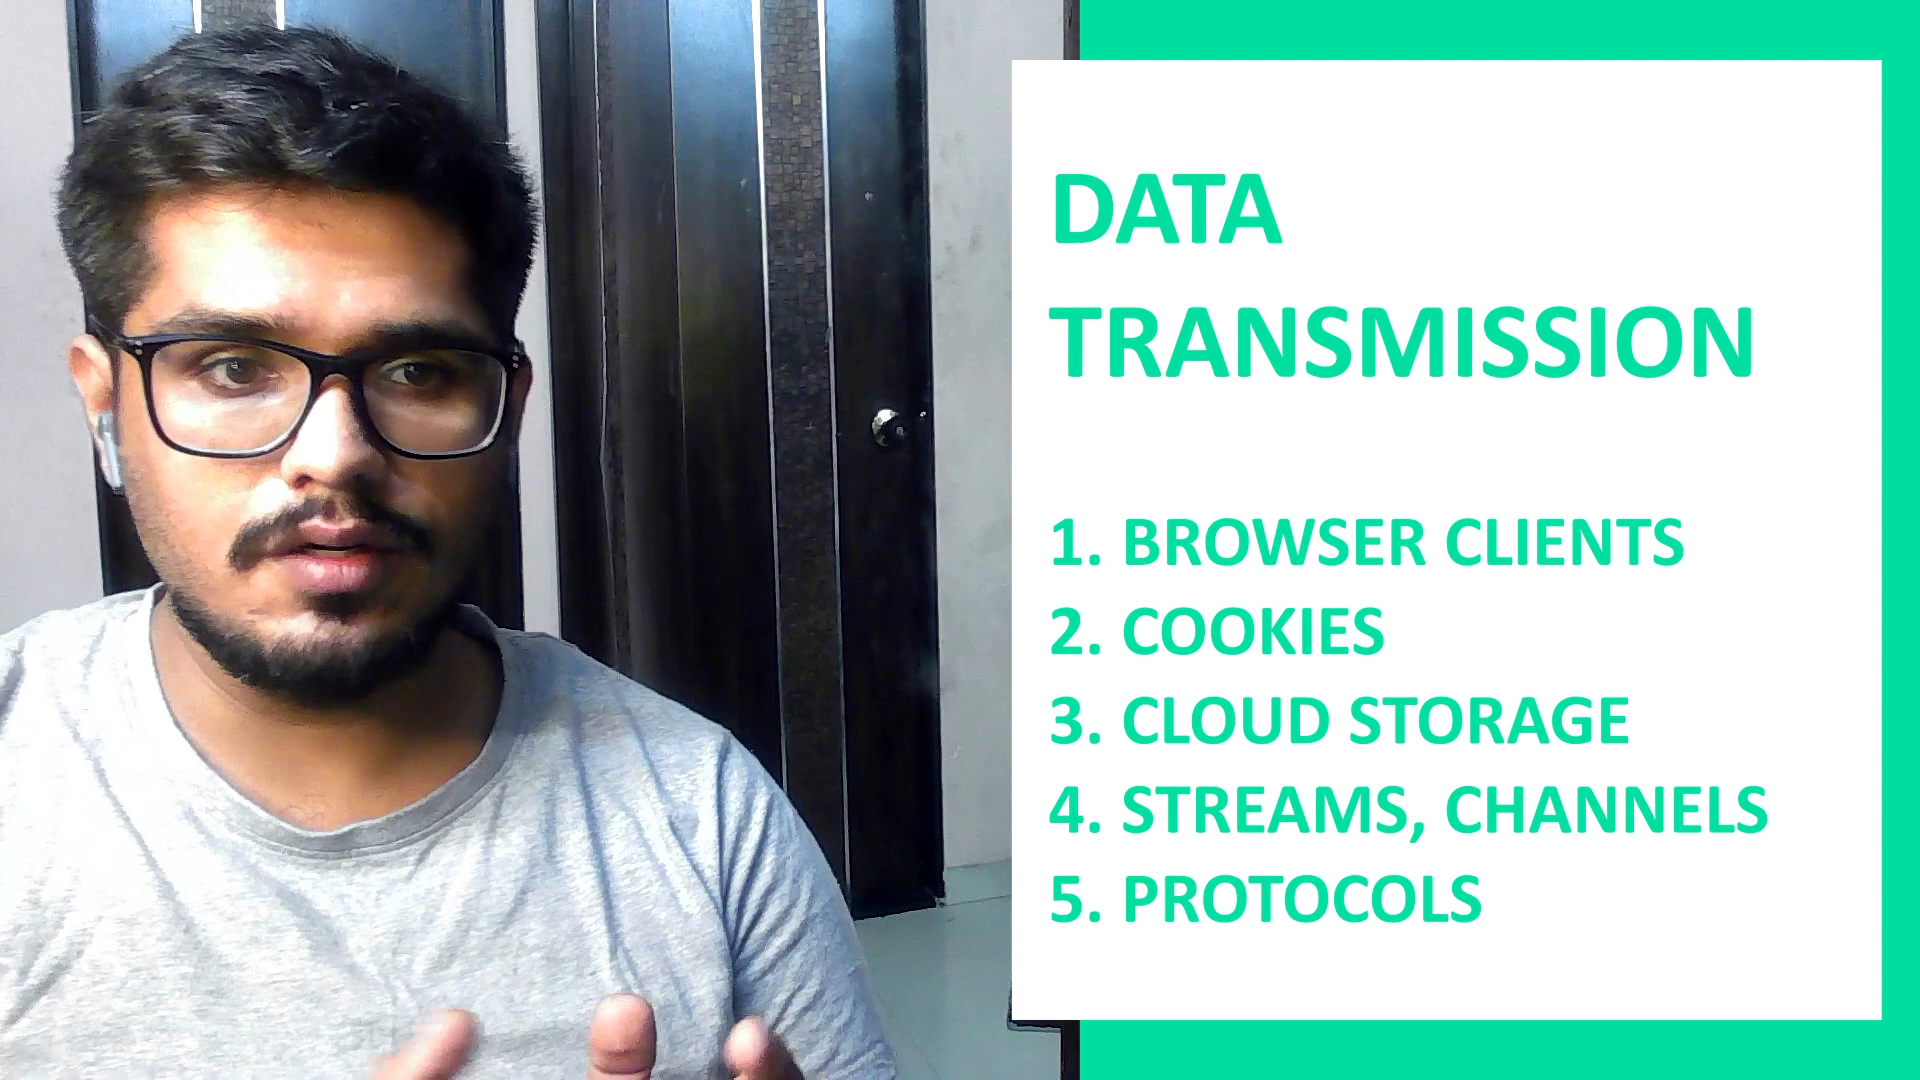 DATA
TRANSMISSION
1. BROWSER CLIENTS
2. COOKIES
3. CLOUD STORAGE
4. STREAMS, CHANNELS
5. PROTOCOLS